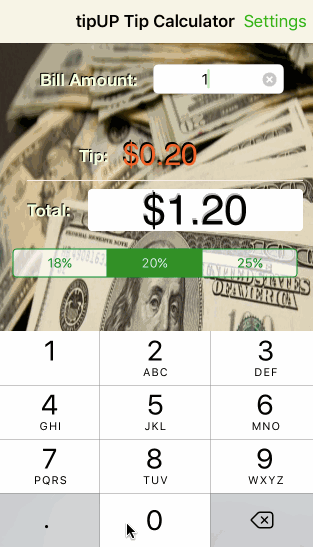 tipUP Tip Calculator Settings
Bill Amount: 1
Tip: $0.20
Total: $1.20
18% 20% 25%
1 2 3
ABC DEF
4 5 6
GHI JKL MNO
7 8 9
PQRS TUV WXYZ
. 0